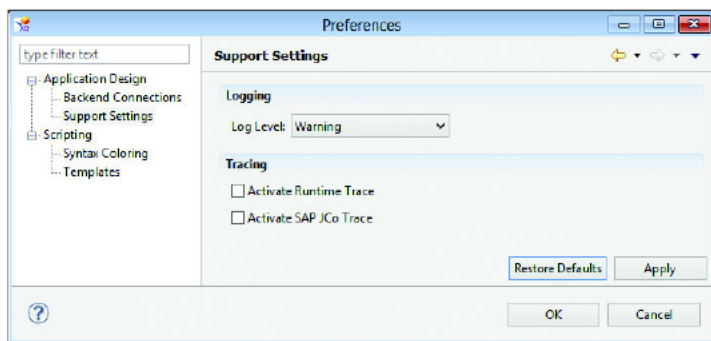 Preferences
type filter text
Application Design
Backend Connections
Support Settings
Scripting
Syntax Coloring
Templates
Support Settings
Logging
Log Level: Warning
Tracing
Activate Runtime Trace
Activate SAP JCo Trace
Restore Defaults
Apply
?
OK
Cancel